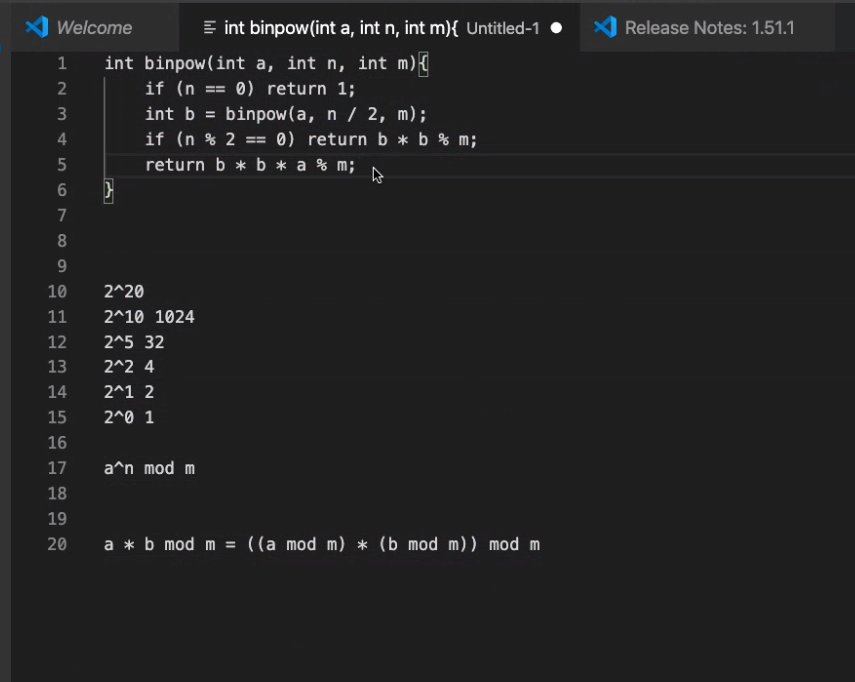 Welcome
int binpow(int a, int n, int m){ Untitled-1
Release Notes: 1.51.1
1 int binpow(int a, int n, int m){
2 if (n == 0) return 1;
3 int b = binpow(a, n / 2, m);
4 if (n % 2 == 0) return b * b % m;
5 return b * b * a % m;
6 }
7
8
9
10 2^20
11 2^10 1024
12 2^5 32
13 2^2 4
14 2^1 2
15 2^0 1
16
17 a^n mod m
18
19
20 a * b mod m = ((a mod m) * (b mod m)) mod m